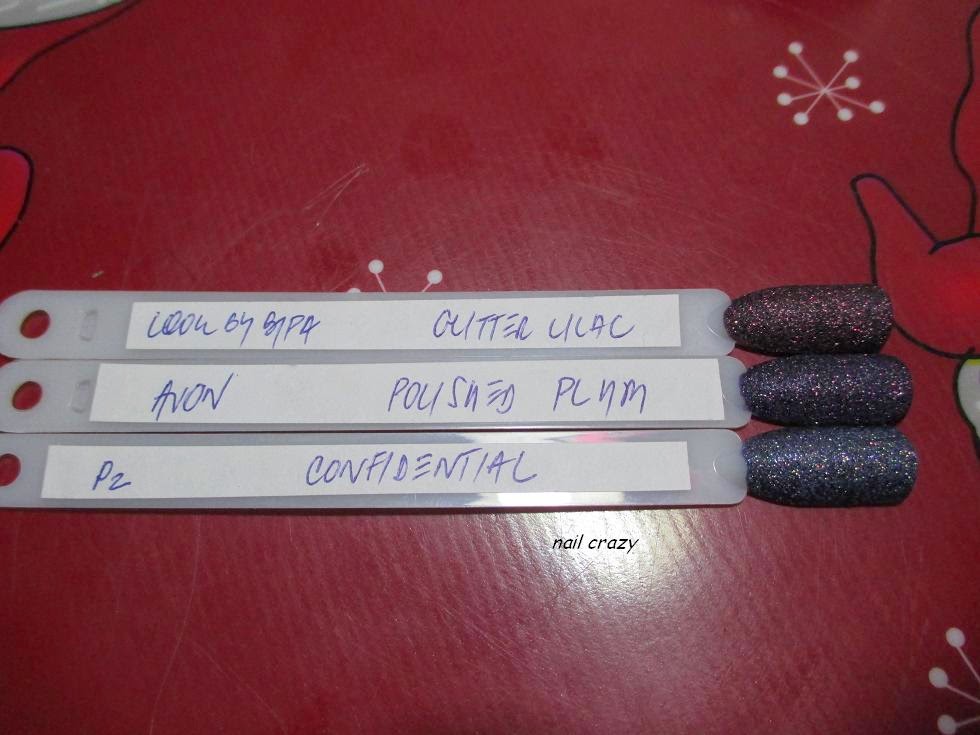 LOOK BY BIPA GLITTER LILAC
AVON POLISHED PLUM
P2 CONFIDENTIAL
nail crazy